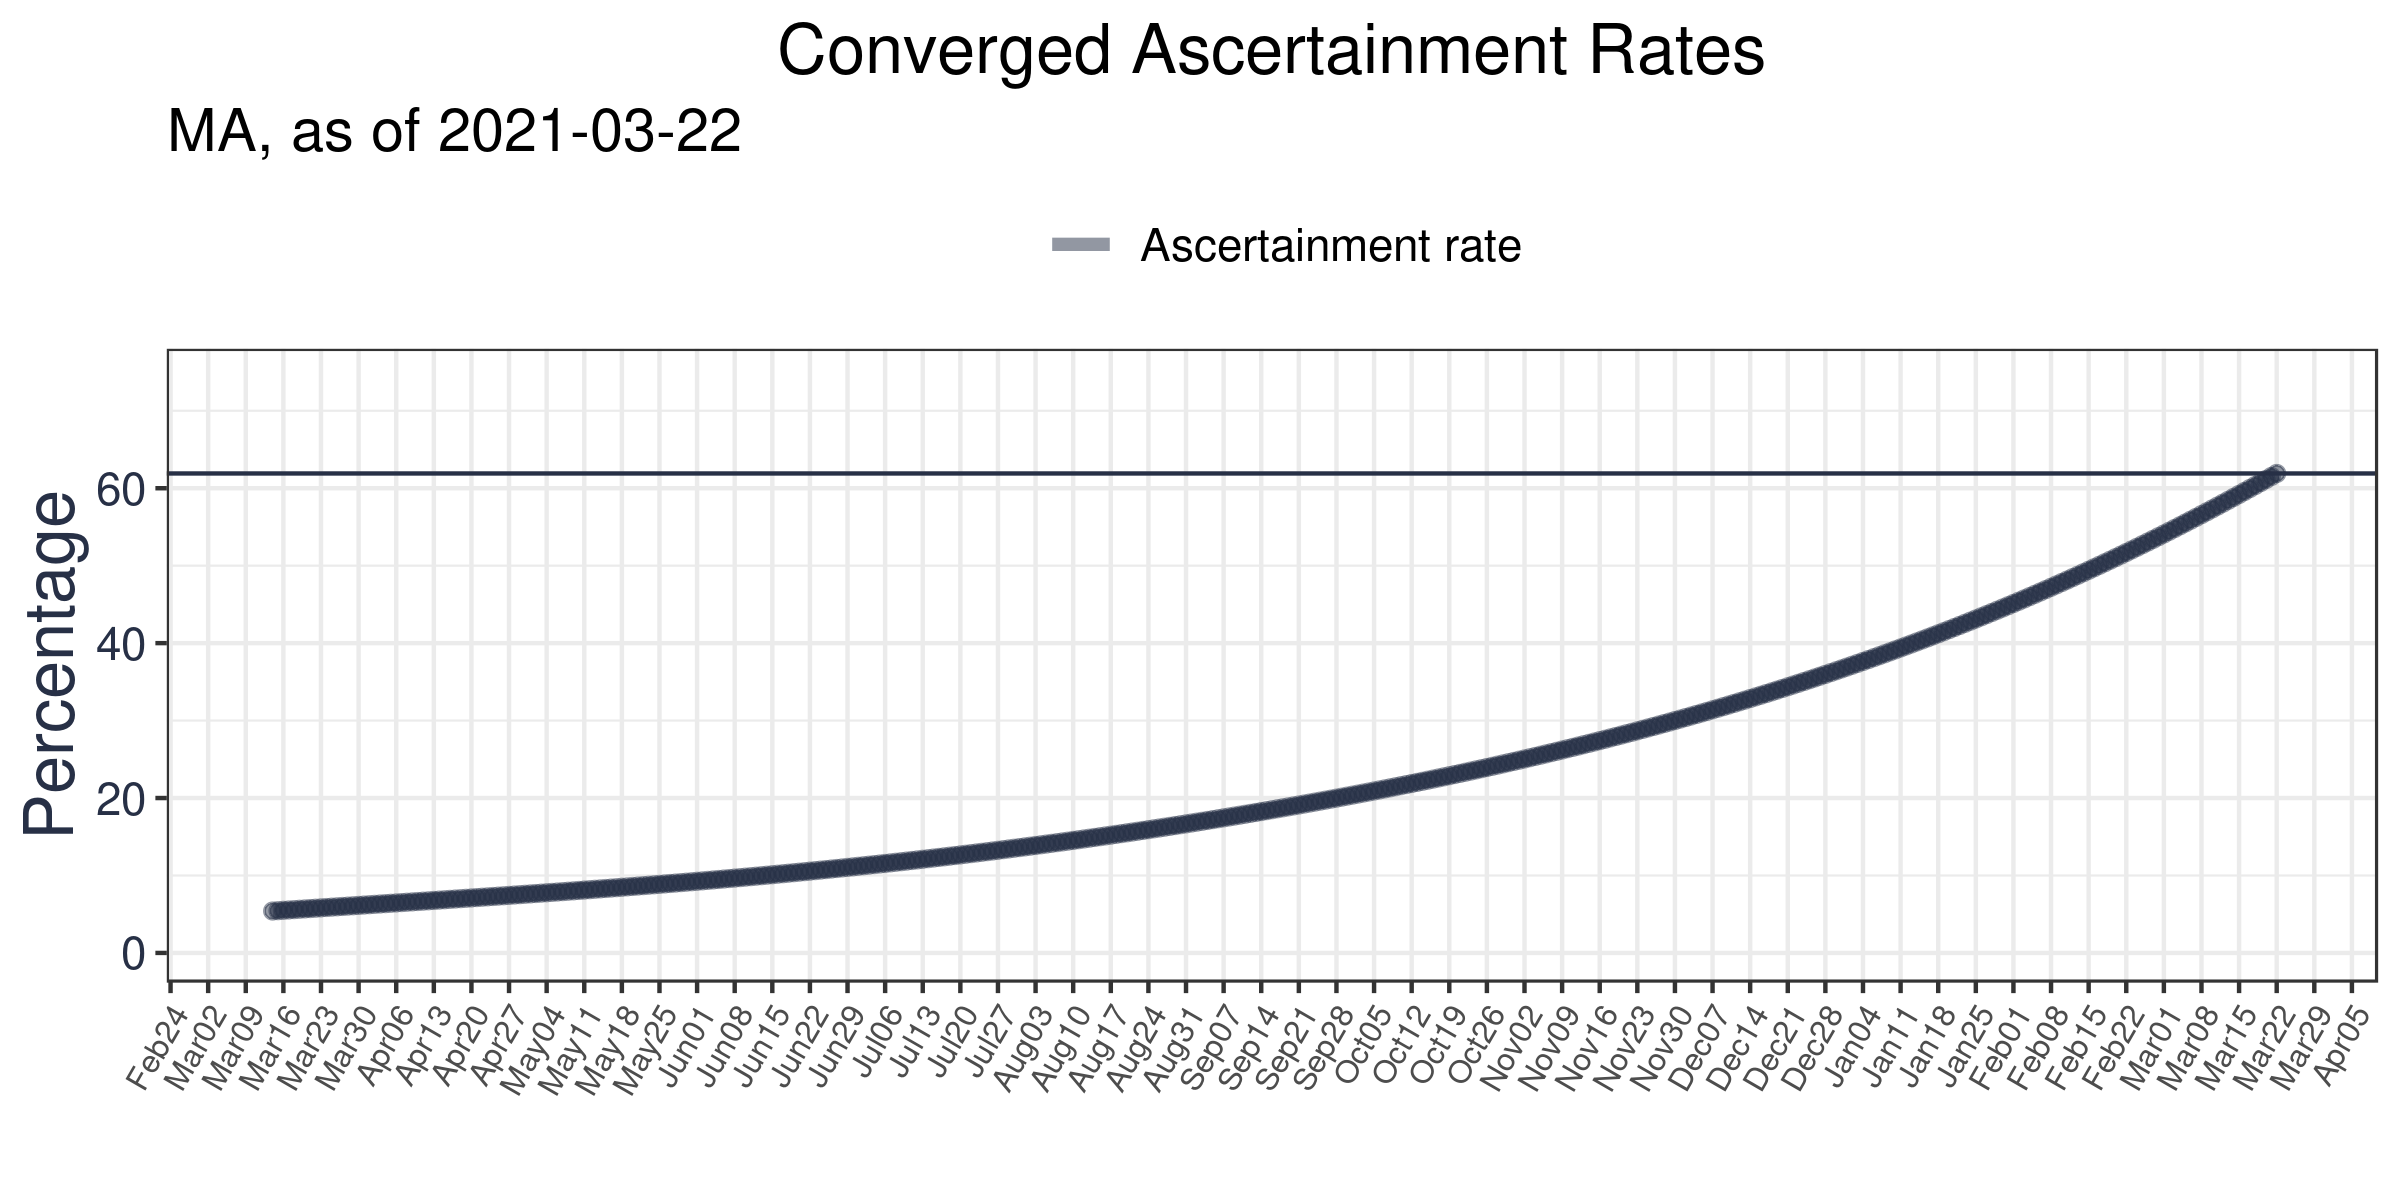 Converged Ascertainment Rates
MA, as of 2021-03-22
Ascertainment rate
Percentage
60
40
20
0
Feb24 Mar02 Mar09 Mar16 Mar23 Mar30 Apr06 Apr13 Apr20 Apr27 May04 May11 May18 May25 Jun01 Jun08 Jun15 Jun22 Jun29 Jul06 Jul13 Jul20 Jul27 Aug03 Aug10 Aug17 Aug24 Aug31 Sep07 Sep14 Sep21 Sep28 Oct05 Oct12 Oct19 Oct26 Nov02 Nov09 Nov16 Nov23 Nov30 Dec07 Dec14 Dec21 Dec28 Jan04 Jan11 Jan18 Jan25 Feb01 Feb08 Feb15 Feb22 Mar01 Mar08 Mar15 Mar22 Mar29 Apr05